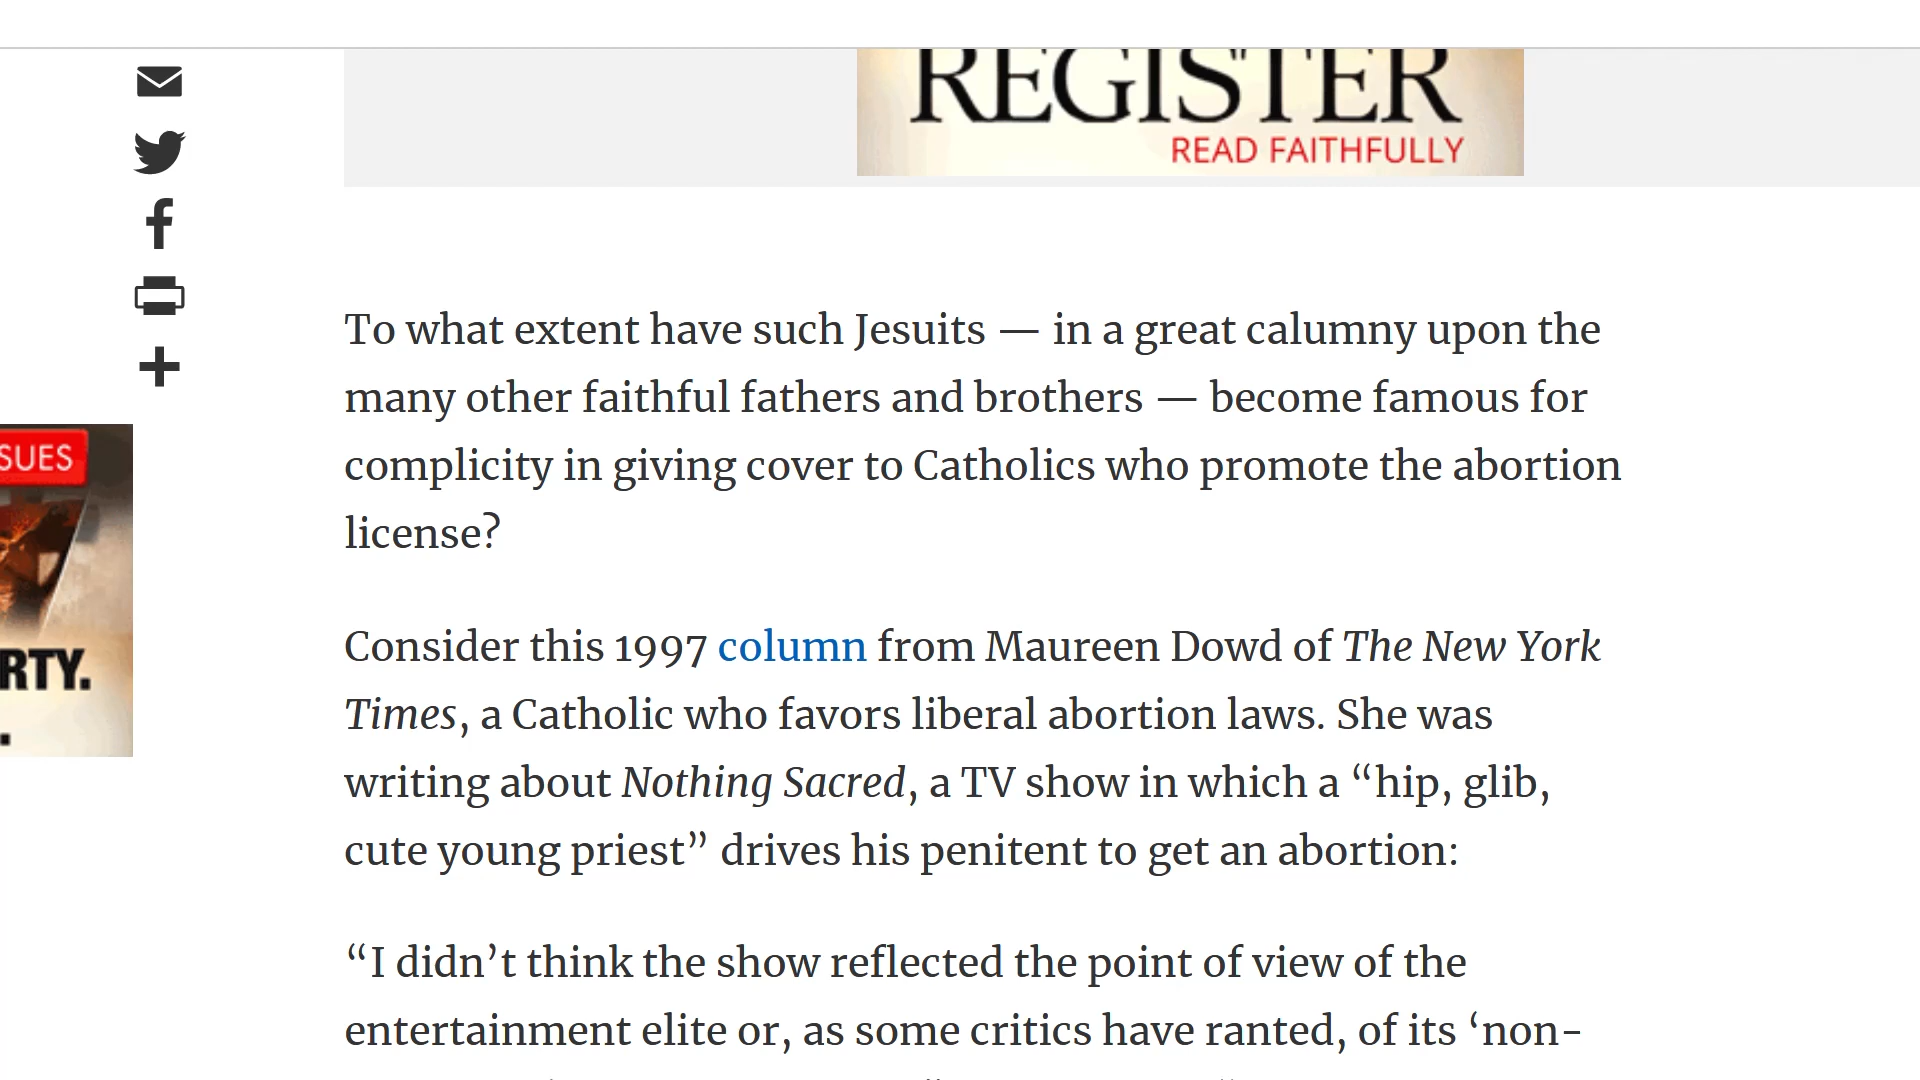 REGISTER
READ FAITHFULLY
SUES
RTY.
.
To what extent have such Jesuits — in a great calumny upon the
many other faithful fathers and brothers — become famous for
complicity in giving cover to Catholics who promote the abortion
license?
Consider this 1997 column from Maureen Dowd of The New York
Times, a Catholic who favors liberal abortion laws. She was
writing about Nothing Sacred, a TV show in which a “hip, glib,
cute young priest” drives his penitent to get an abortion:
“I didn’t think the show reflected the point of view of the
entertainment elite or, as some critics have ranted, of its ‘non-